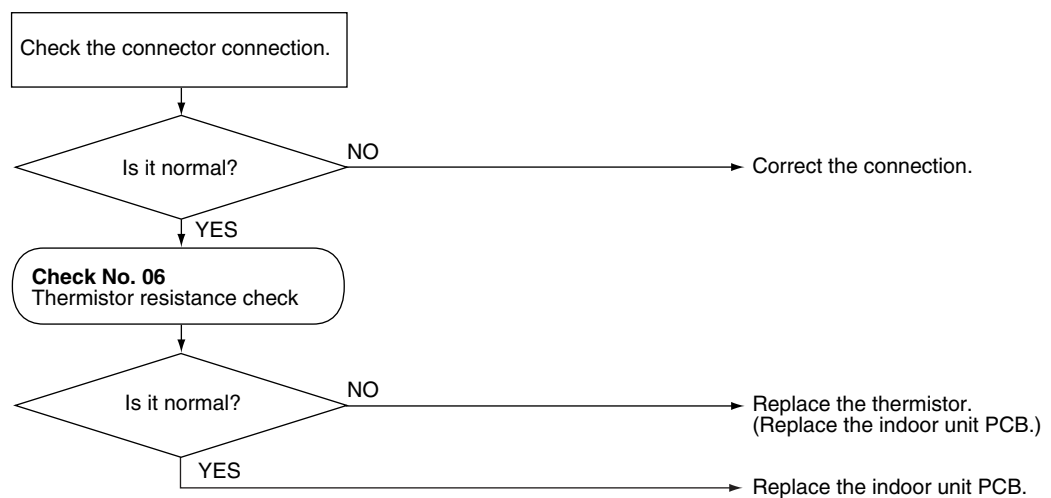 Check the connector connection.
Is it normal?
NO
Correct the connection.
YES
Check No. 06
Thermistor resistance check
Is it normal?
NO
Replace the thermistor.
(Replace the indoor unit PCB.)
YES
Replace the indoor unit PCB.